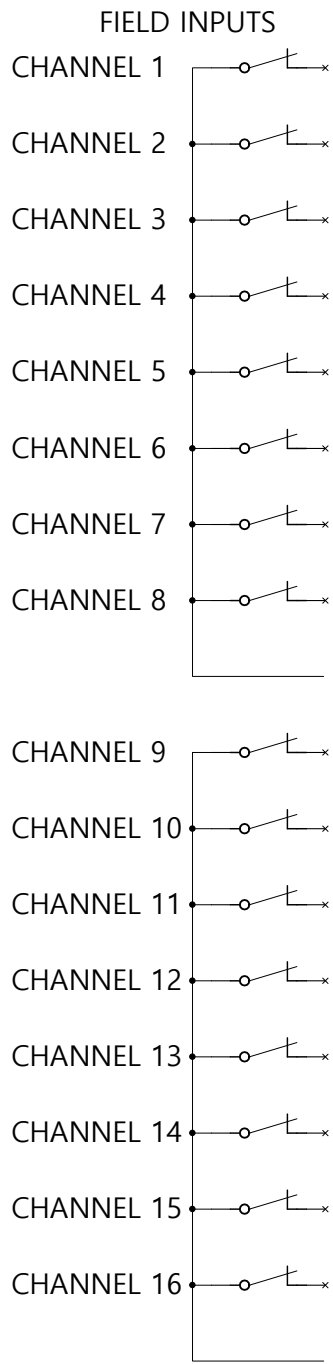 FIELD INPUTS
CHANNEL 1
CHANNEL 2
CHANNEL 3
CHANNEL 4
CHANNEL 5
CHANNEL 6
CHANNEL 7
CHANNEL 8
CHANNEL 9
CHANNEL 10
CHANNEL 11
CHANNEL 12
CHANNEL 13
CHANNEL 14
CHANNEL 15
CHANNEL 16